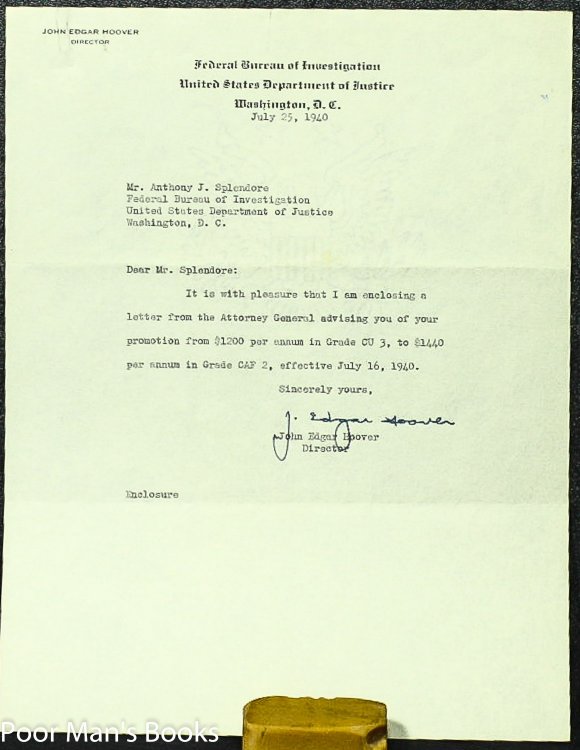 JOHN EDGAR HOOVER
DIRECTOR
Federal Bureau of Investigation
United States Department of Justice
Washington, D. C.
July 25, 1940
Mr. Anthony J. Splendore
Federal Bureau of Investigation
United States Department of Justice
Washington, D. C.
Dear Mr. Splendore:
It is with pleasure that I am enclosing a
letter from the Attorney General advising you of your
promotion from $1200 per annum in Grade CU 3, to $1440
per annum in Grade CAF 2, effective July 16, 1940.
Sincerely yours,
J. Edgar Hoover
John Edgar Hoover
Director
Enclosure
Poor Man's Books